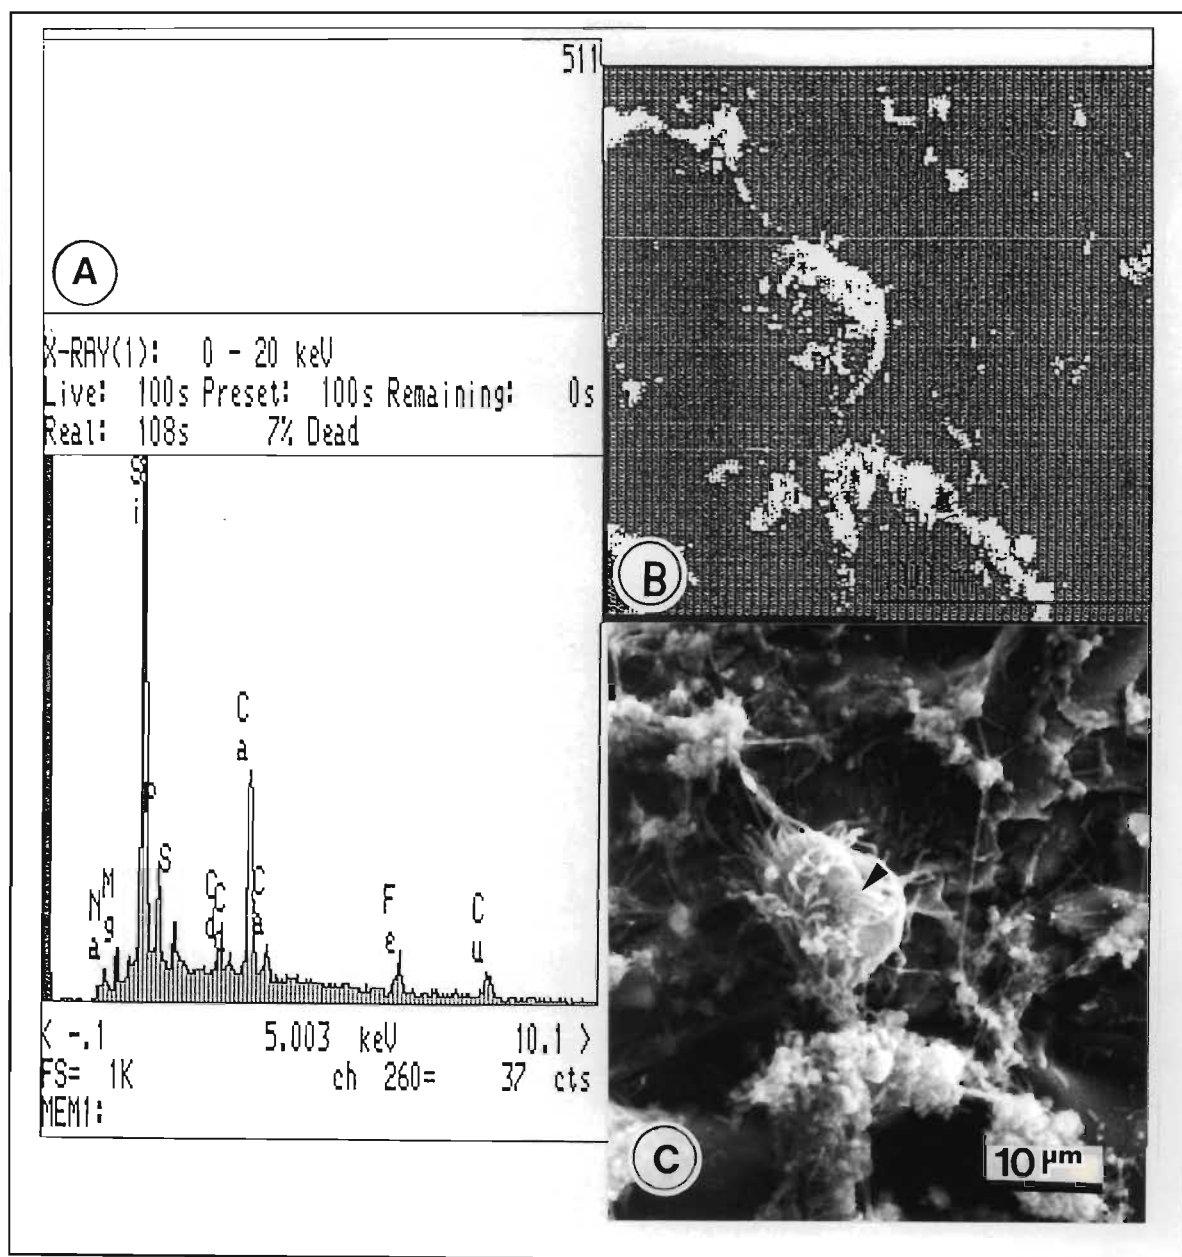 511
A
X-RAY(1): 0 - 20 keV
Live: 100s Preset: 100s Remaining: 0s
Real: 108s 7% Dead
Si
P
Ca
S
Mg
Na
Cd
Ca
Fe
Cu
< -.1 5.003 keV 10.1 >
FS= 1K ch 260= 37 cts
MEM1:
B
C
10 µm